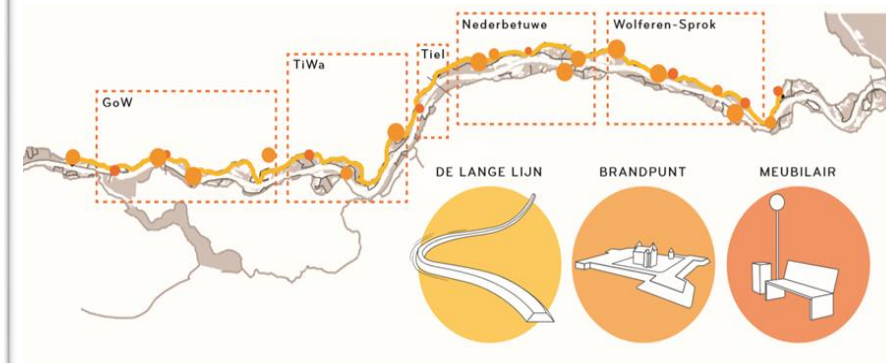 Nederbetuwe
Wolferen-Sprok
Tiel
TiWa
GoW
DE LANGE LIJN
BRANDPUNT
MEUBILAIR